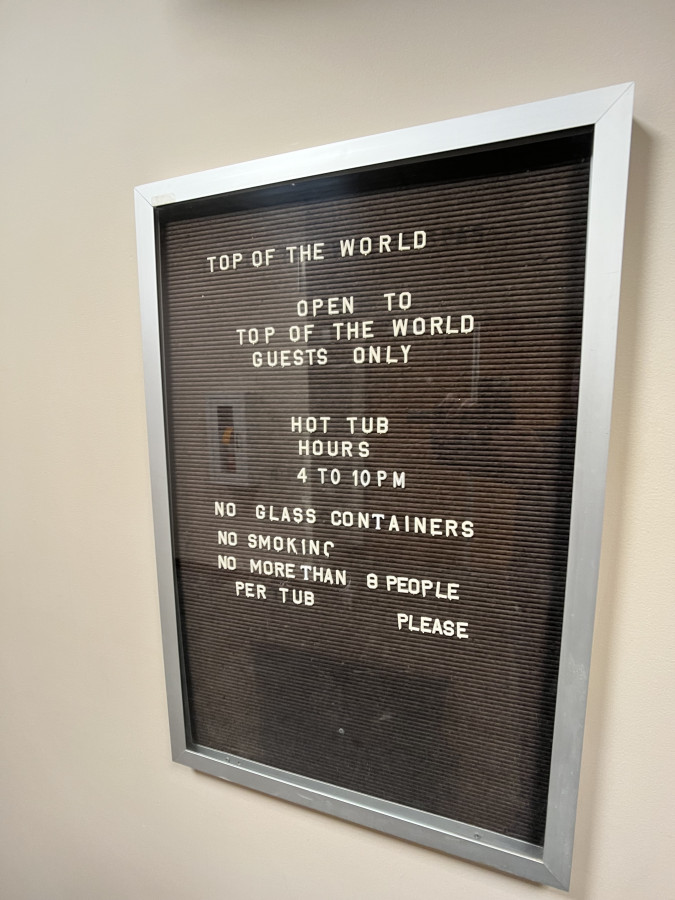 TOP OF THE WORLD
OPEN TO
TOP OF THE WORLD
GUESTS ONLY
HOT TUB
HOURS
4 TO 10 PM
NO GLASS CONTAINERS
NO SMOKING
NO MORE THAN 8 PEOPLE
PER TUB
PLEASE